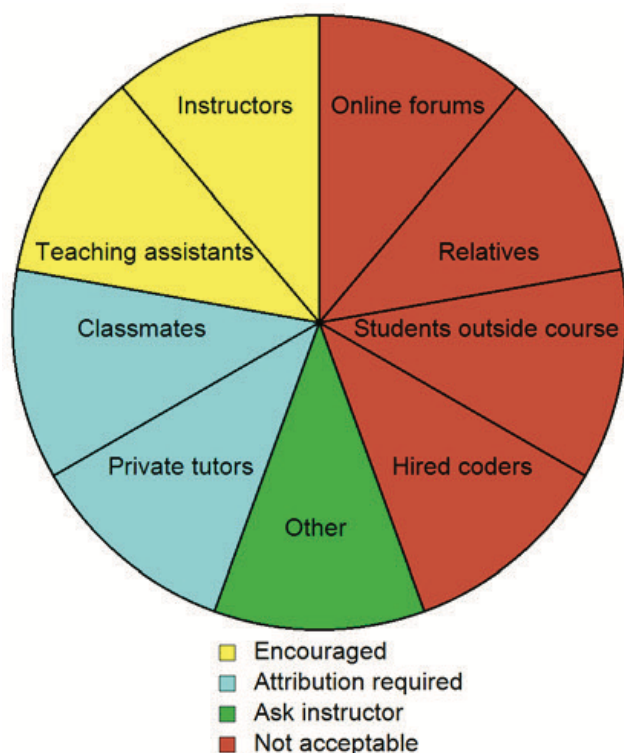 Instructors
Online forums
Teaching assistants
Relatives
Classmates
Students outside course
Private tutors
Hired coders
Other
Encouraged
Attribution required
Ask instructor
Not acceptable